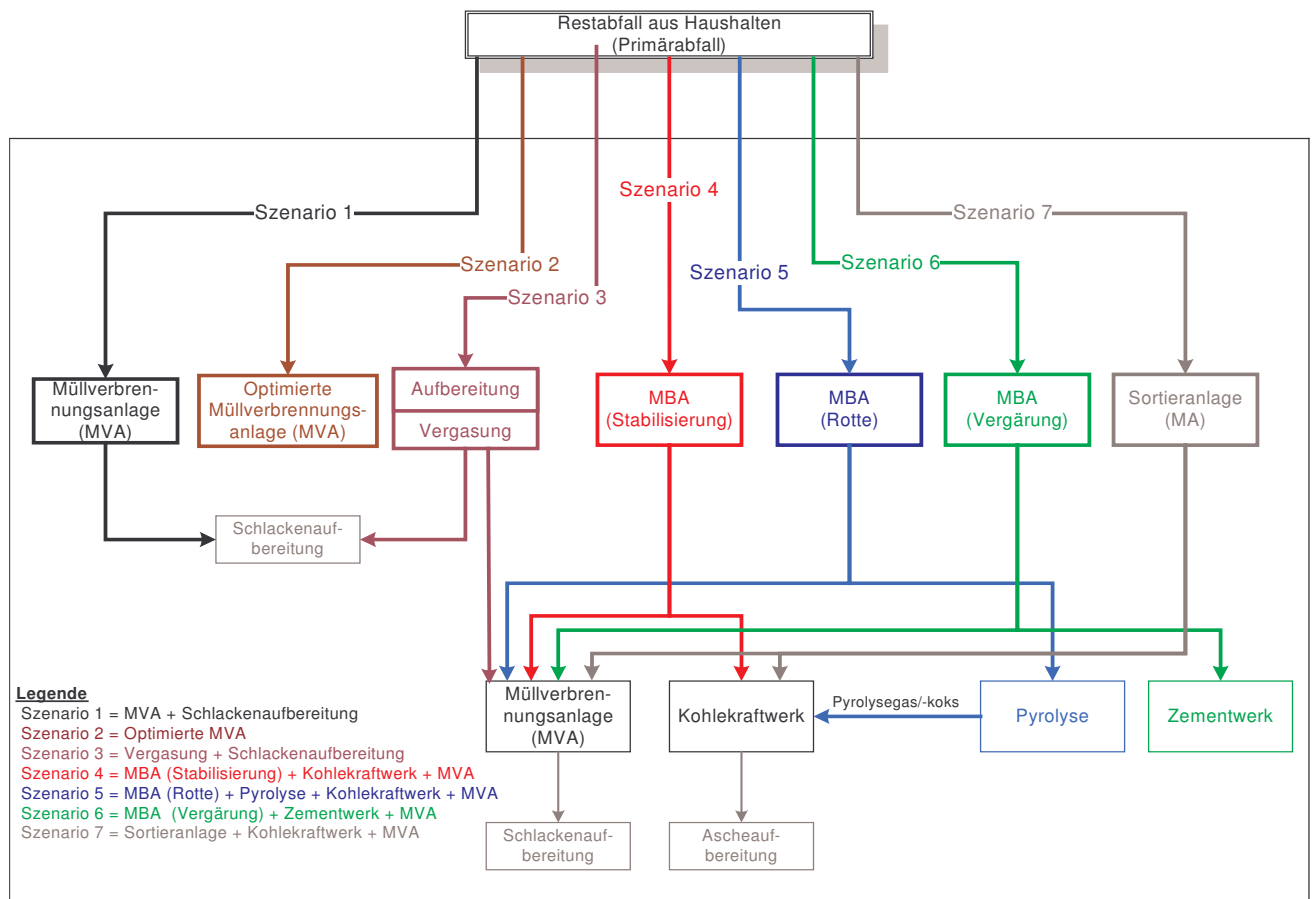 Restabfall aus Haushalten
(Primärabfall)
Szenario 4
Szenario 1
Szenario 7
Szenario 2
Szenario 6
Szenario 5
Szenario 3
Müllverbren-
nungsanlage
(MVA)
Optimierte
Müllverbrennungs-
anlage (MVA)
Aufbereitung
Vergasung
MBA
(Stabilisierung)
MBA
(Rotte)
MBA
(Vergärung)
Sortieranlage
(MA)
Schlackenauf-
bereitung
Müllverbren-
nungsanlage
(MVA)
Kohlekraftwerk
Pyrolysegas/-koks
Pyrolyse
Zementwerk
Legende
Szenario 1 = MVA + Schlackenaufbereitung
Szenario 2 = Optimierte MVA
Szenario 3 = Vergasung + Schlackenaufbereitung
Szenario 4 = MBA (Stabilisierung) + Kohlekraftwerk + MVA
Szenario 5 = MBA (Rotte) + Pyrolyse + Kohlekraftwerk + MVA
Szenario 6 = MBA (Vergärung) + Zementwerk + MVA
Szenario 7 = Sortieranlage + Kohlekraftwerk + MVA
Schlackenauf-
bereitung
Ascheauf-
bereitung